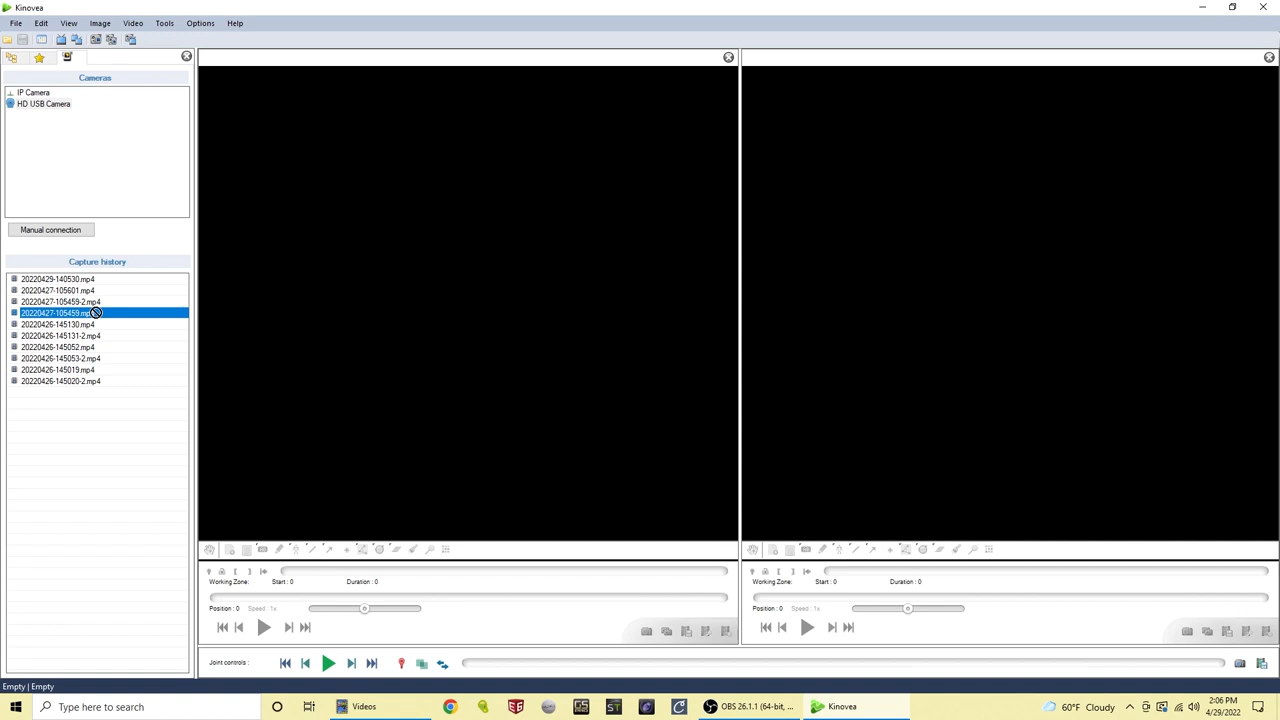 Kinovea
File Edit View Image Video Tools Options Help
Cameras
IP Camera
HD USB Camera
Manual connection
Capture history
20220429-140530.mp4
20220427-105601.mp4
20220427-105459-2.mp4
20220427-105459.mp
20220426-145130.mp4
20220426-145131-2.mp4
20220426-145052.mp4
20220426-145053-2.mp4
20220426-145019.mp4
20220426-145020-2.mp4
Working Zone: Start : 0 Duration : 0
Position : 0 Speed : 1x
Working Zone: Start : 0 Duration : 0
Position : 0 Speed : 1x
Joint controls :
Empty | Empty
Type here to search
Videos
OBS 26.1.1 (64-bit, ...
Kinovea
60°F Cloudy
2:06 PM
4/29/2022